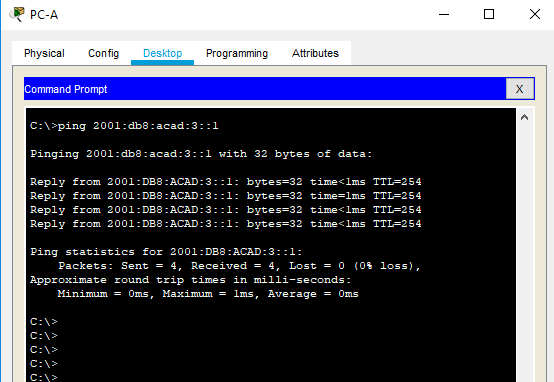 PC-A
Physical Config Desktop Programming Attributes
Command Prompt X
C:\>ping 2001:db8:acad:3::1
Pinging 2001:db8:acad:3::1 with 32 bytes of data:
Reply from 2001:DB8:ACAD:3::1: bytes=32 time<1ms TTL=254
Reply from 2001:DB8:ACAD:3::1: bytes=32 time=1ms TTL=254
Reply from 2001:DB8:ACAD:3::1: bytes=32 time<1ms TTL=254
Reply from 2001:DB8:ACAD:3::1: bytes=32 time<1ms TTL=254
Ping statistics for 2001:DB8:ACAD:3::1:
Packets: Sent = 4, Received = 4, Lost = 0 (0% loss),
Approximate round trip times in milli-seconds:
Minimum = 0ms, Maximum = 1ms, Average = 0ms
C:\>
C:\>
C:\>
C:\>
C:\>